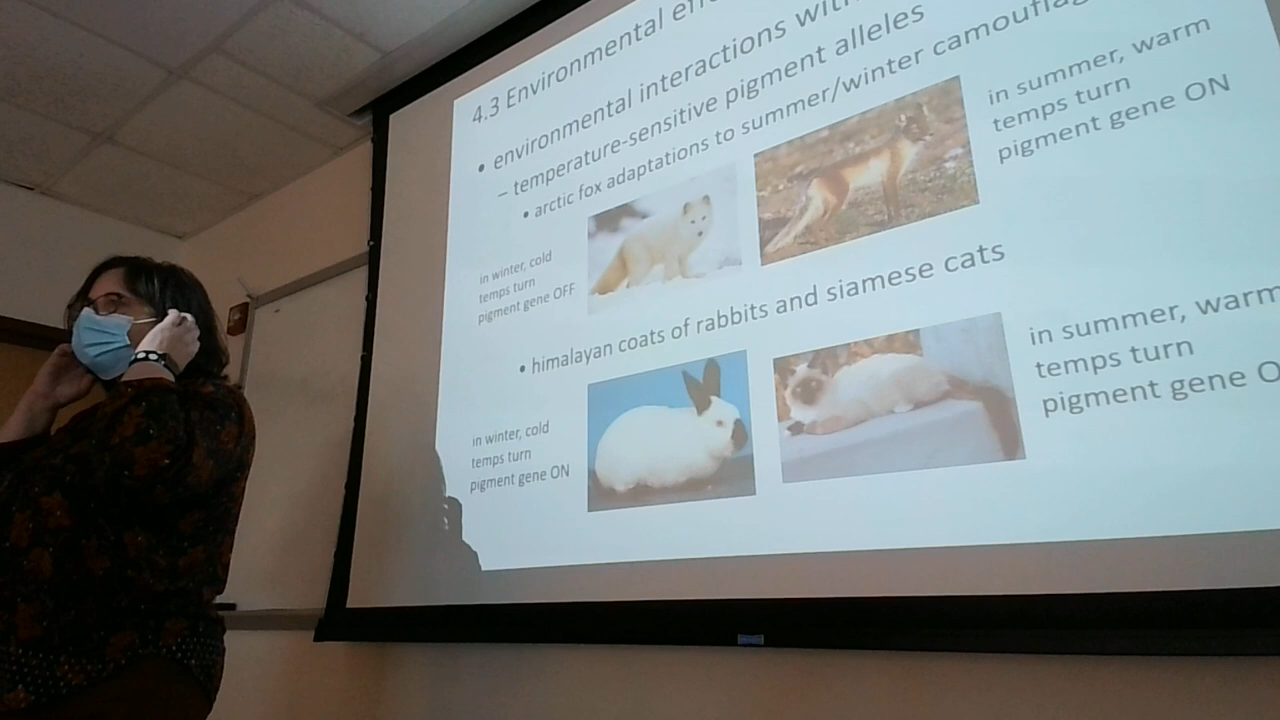 4.3 Environmental
• environmental interactions
– temperature-sensitive pigment alleles
• arctic fox adaptations to summer/winter
in summer, warm
temps turn
pigment gene ON
in winter, cold
temps turn
pigment gene OFF
• himalayan coats of rabbits and siamese cats
in winter, cold
temps turn
pigment gene ON
in summer, warm
temps turn
pigment gene